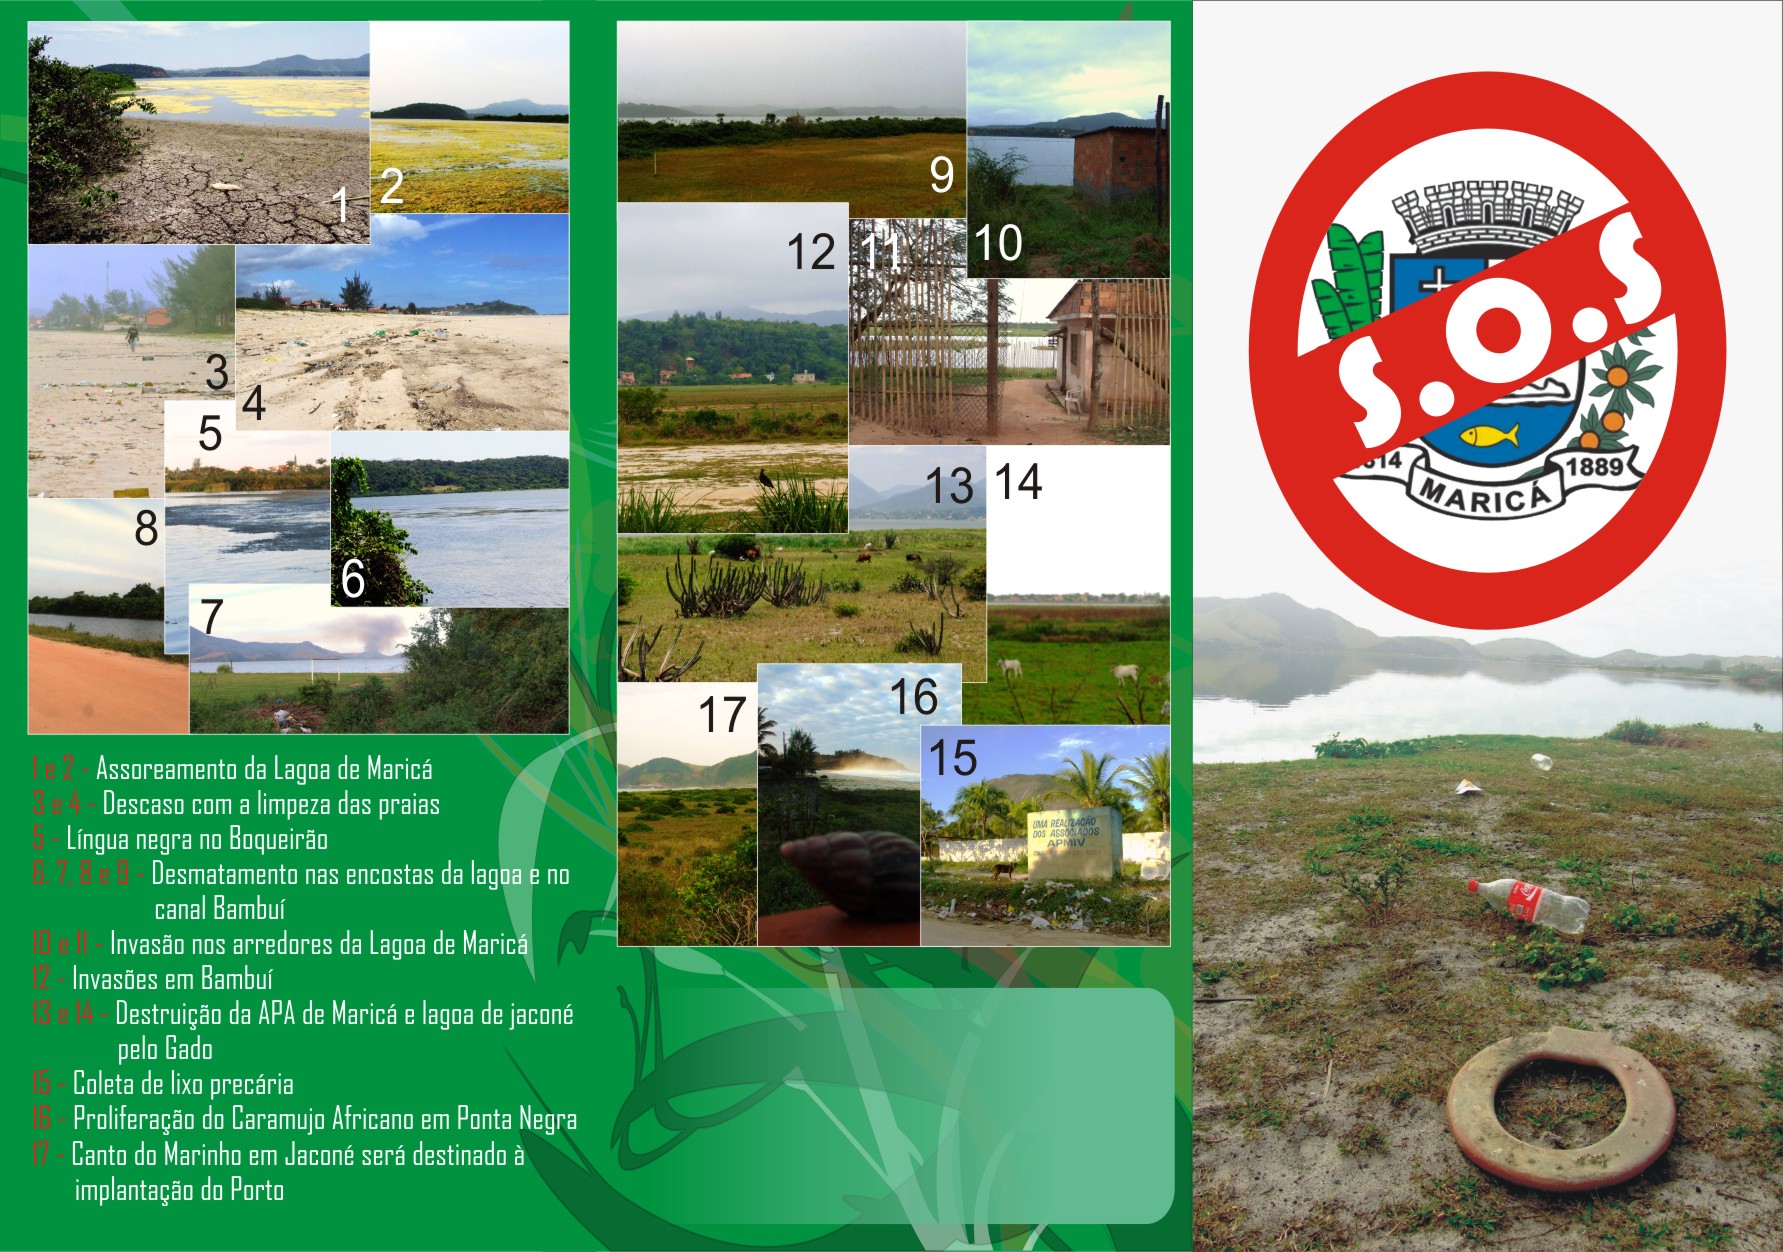 1
2
3
4
5
6
7
8
1 e 2 - Assoreamento da Lagoa de Maricá
3 e 4 - Descaso com a limpeza das praias
5 - Língua negra no Boqueirão
6, 7, 8 e 9 - Desmatamento nas encostas da lagoa e no
canal Bambuí
10 e 11 - Invasão nos arredores da Lagoa de Maricá
12 - Invasões em Bambuí
13 e 14 - Destruição da APA de Maricá e lagoa de jaconé
pelo Gado
15 - Coleta de lixo precária
16 - Proliferação do Caramujo Africano em Ponta Negra
17 - Canto do Marinho em Jaconé será destinado à
implantação do Porto
9
10
11
12
13
14
15
16
17
UMA REALIZAÇÃO
DOS ASSOCIADOS
APMIV
S.O.S
1889
MARICÁ